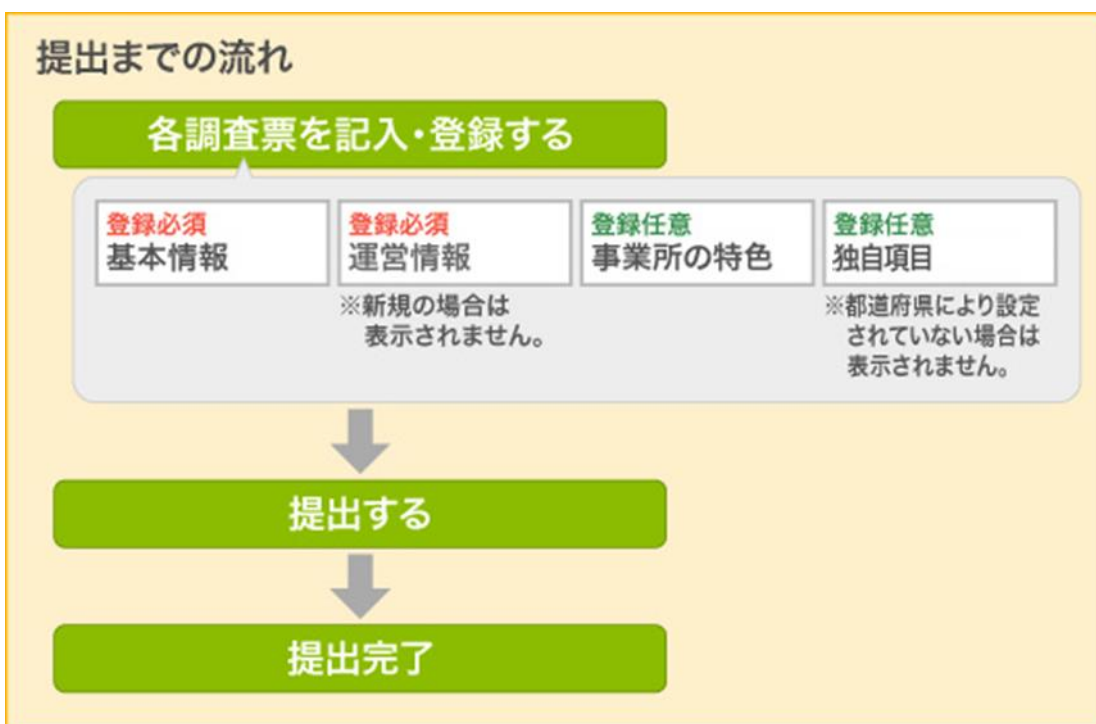 提出までの流れ
各調査票を記入・登録する
登録必須
基本情報
登録必須
運営情報
※新規の場合は
表示されません。
登録任意
事業所の特色
登録任意
独自項目
※都道府県により設定
されていない場合は
表示されません。
提出する
提出完了